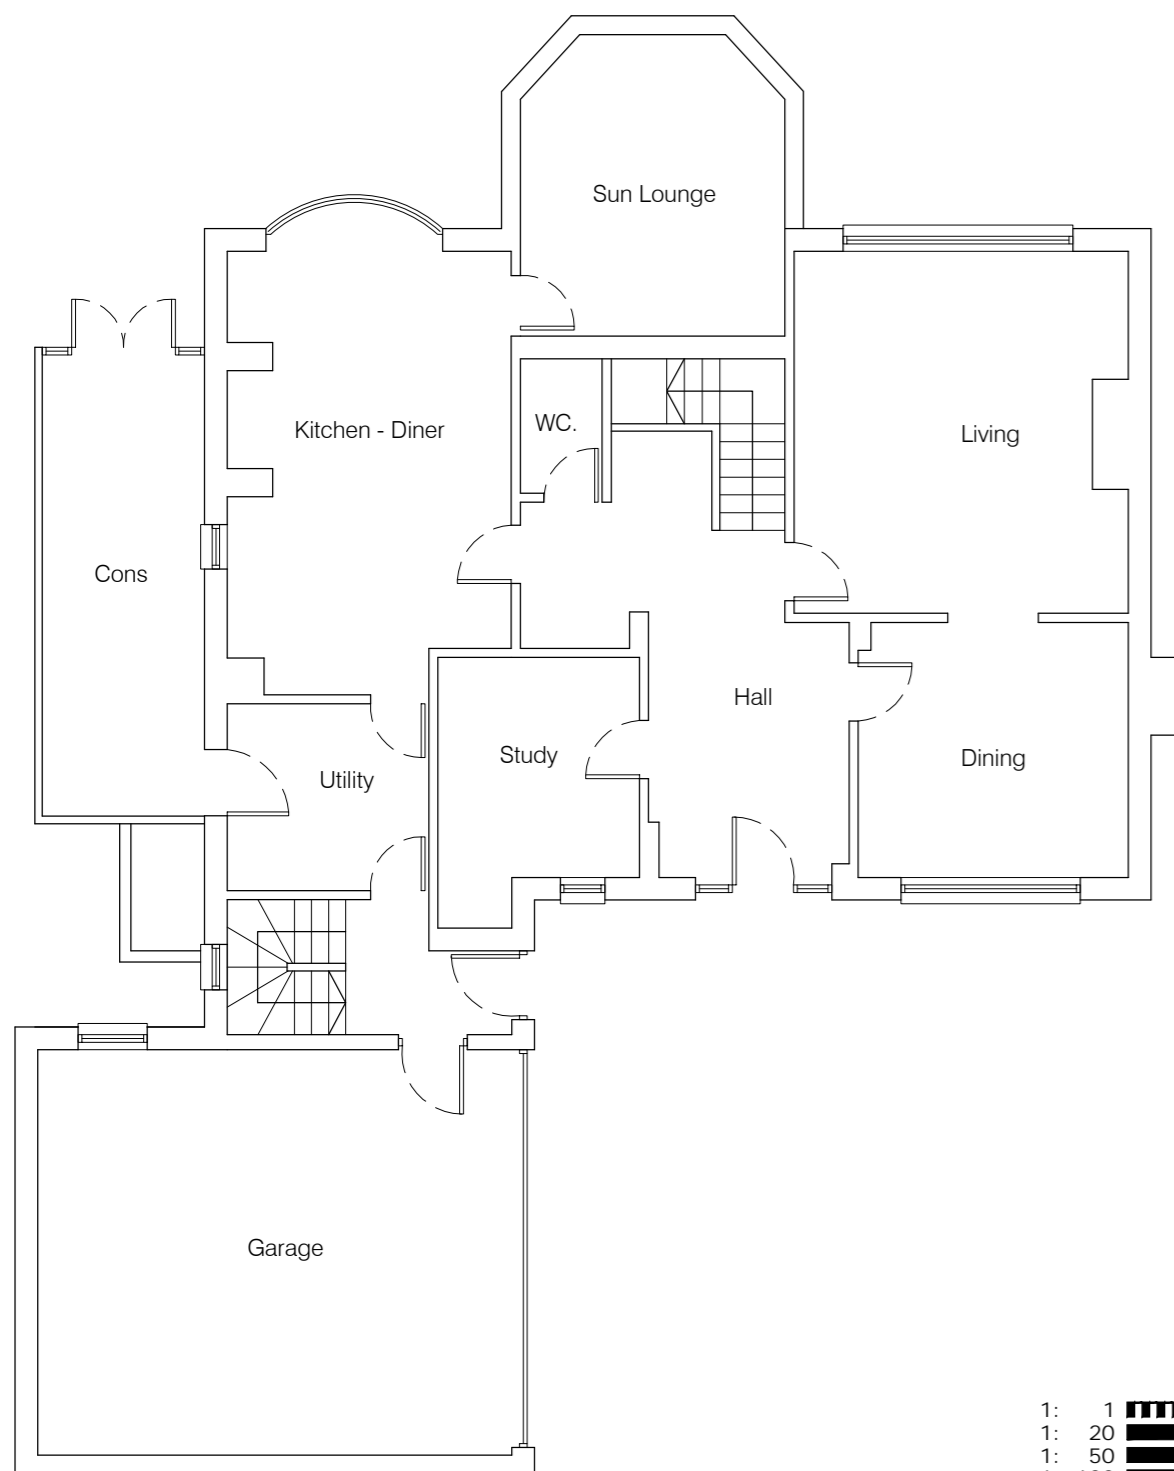 Sun Lounge
Kitchen - Diner
WC.
Living
Cons
Hall
Study
Dining
Utility
Garage
1: 1
1: 20
1: 50